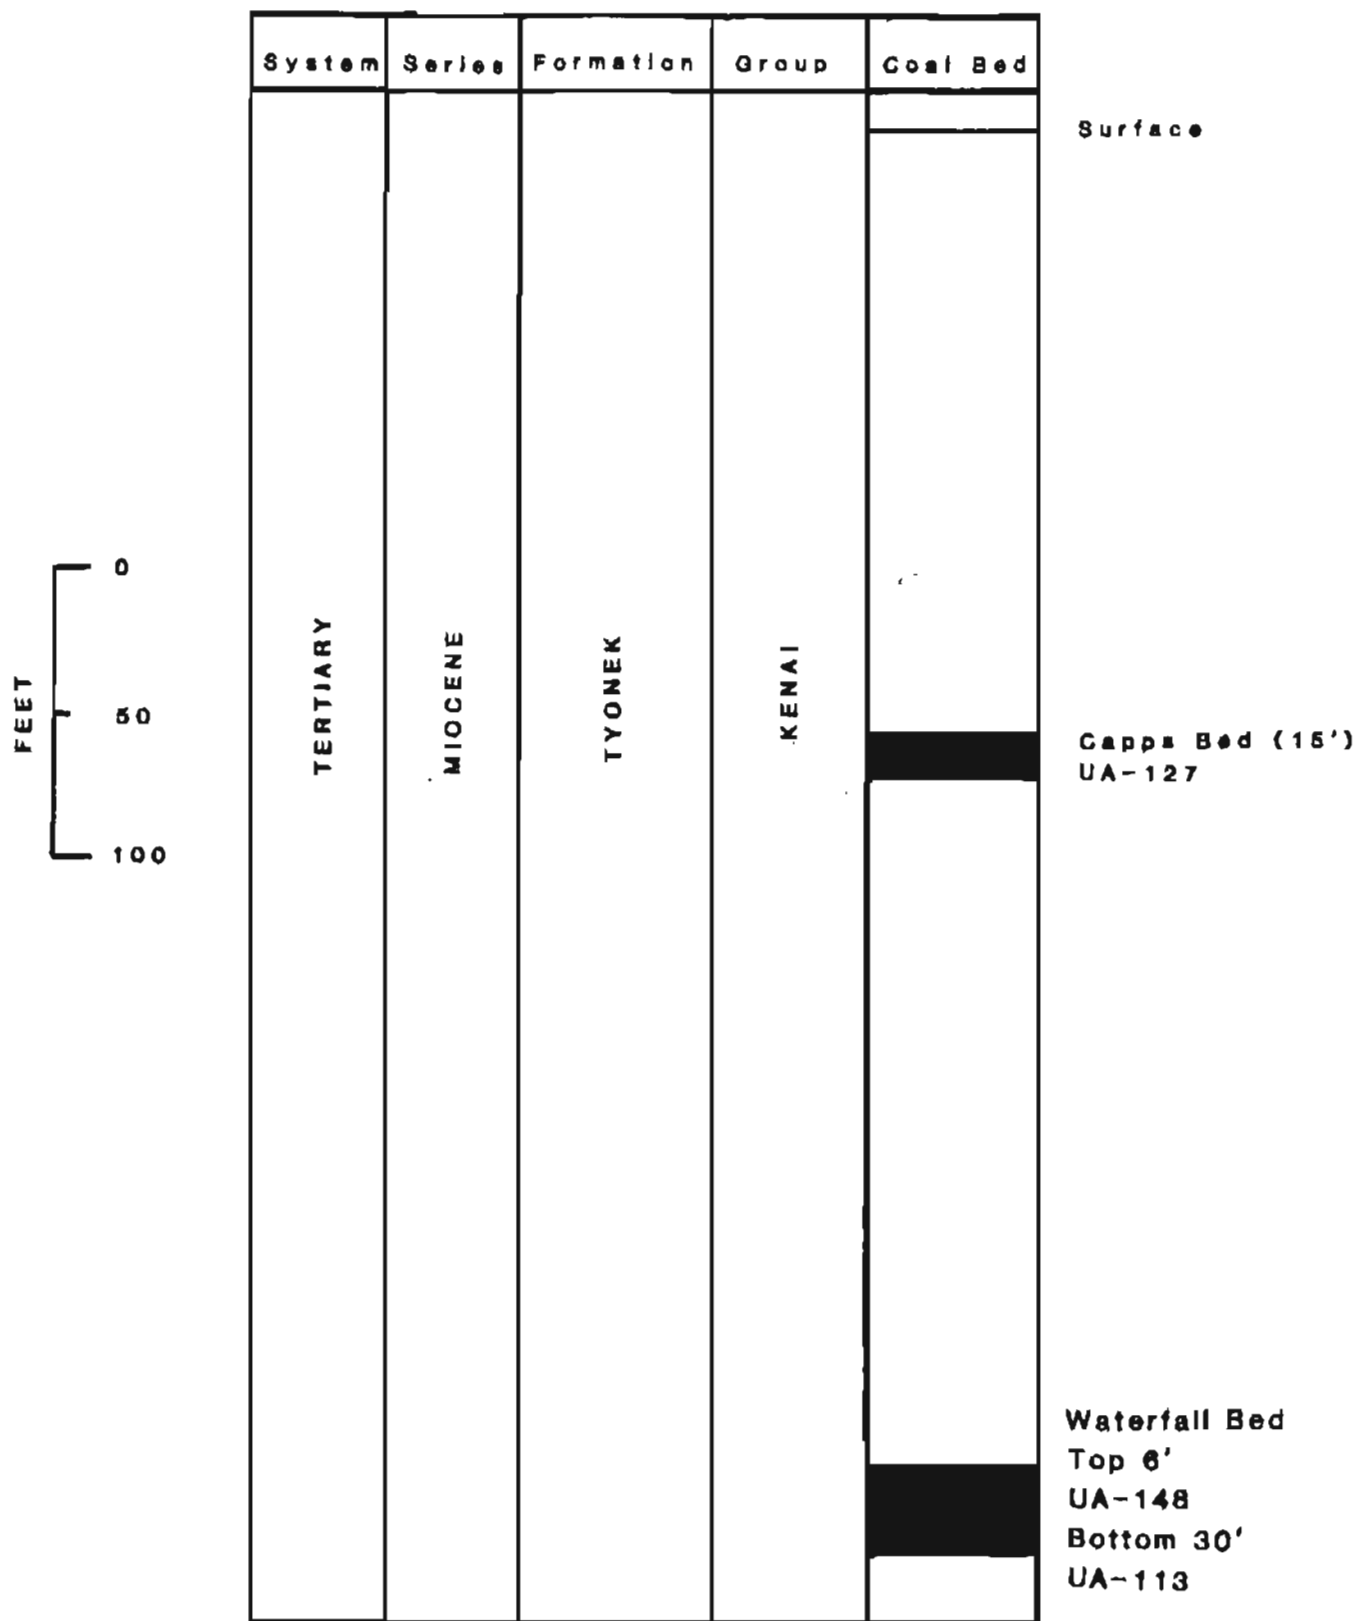 System Series Formation Group Coal Bed
Surface
0
50
100
FEET
TERTIARY
MIOCENE
TYONEK
KENAI
Capps Bed (15')
UA-127
Waterfall Bed
Top 6'
UA-148
Bottom 30'
UA-113